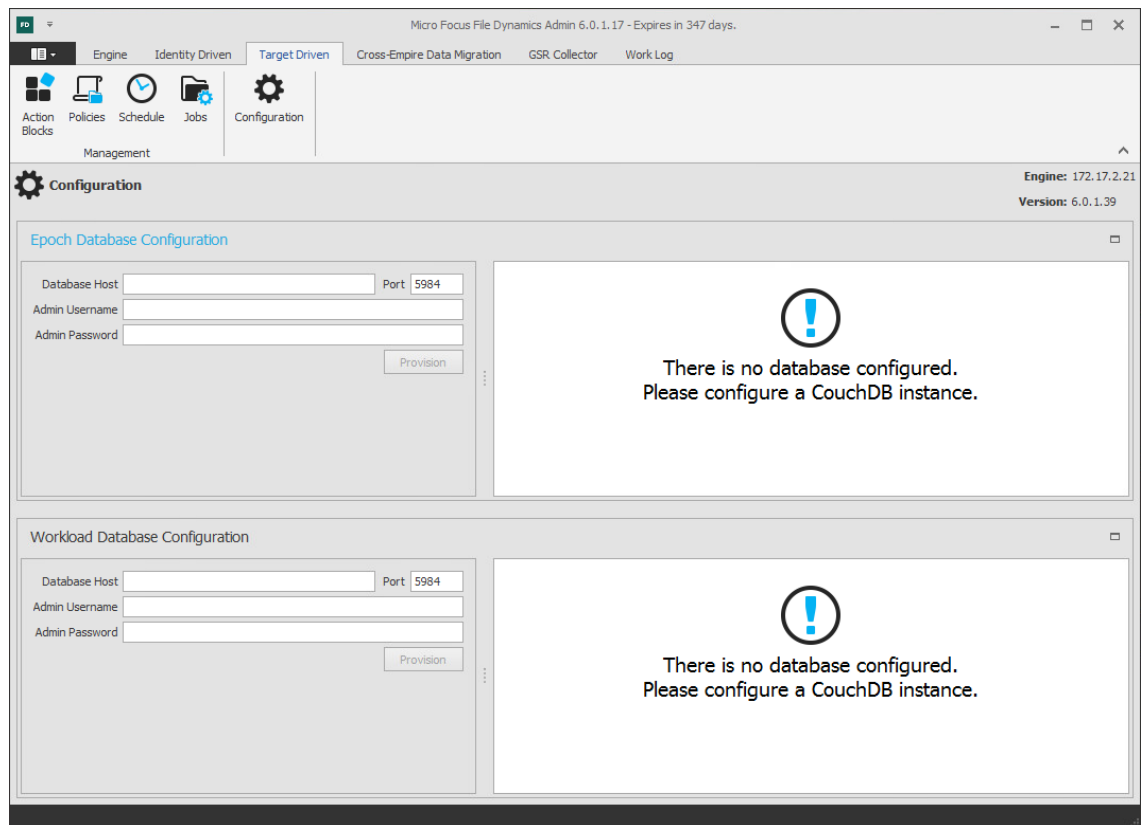 FD
Micro Focus File Dynamics Admin 6.0.1.17 - Expires in 347 days.
Engine Identity Driven Target Driven Cross-Empire Data Migration GSR Collector Work Log
Action Blocks Policies Schedule Jobs Configuration
Management
Configuration
Engine: 172.17.2.21
Version: 6.0.1.39
Epoch Database Configuration
Database Host Port 5984
Admin Username
Admin Password
Provision
There is no database configured.
Please configure a CouchDB instance.
Workload Database Configuration
Database Host Port 5984
Admin Username
Admin Password
Provision
There is no database configured.
Please configure a CouchDB instance.